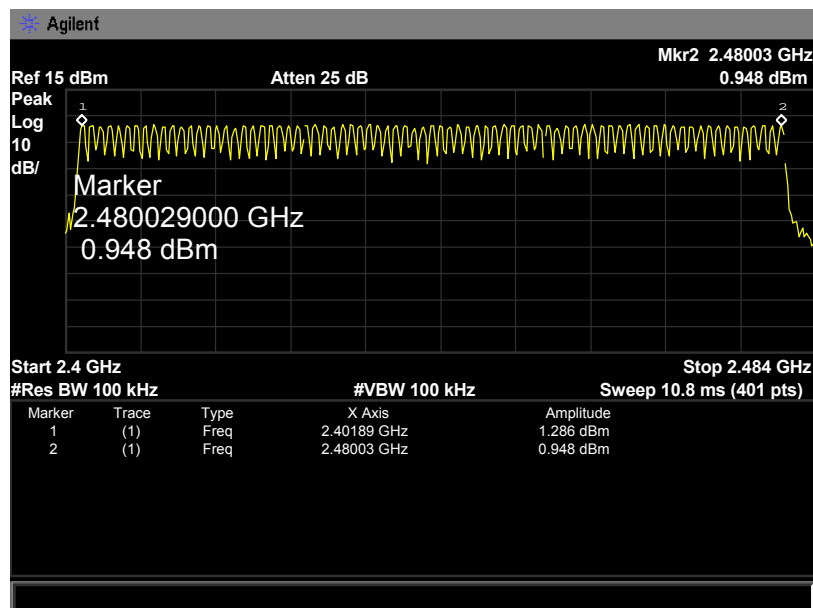 Agilent
Mkr2 2.48003 GHz
Ref 15 dBm Atten 25 dB 0.948 dBm
Peak
Log
10
dB/
1
2
Marker
2.480029000 GHz
0.948 dBm
Start 2.4 GHz Stop 2.484 GHz
#Res BW 100 kHz #VBW 100 kHz Sweep 10.8 ms (401 pts)
Marker Trace Type X Axis Amplitude
1 (1) Freq 2.40189 GHz 1.286 dBm
2 (1) Freq 2.48003 GHz 0.948 dBm